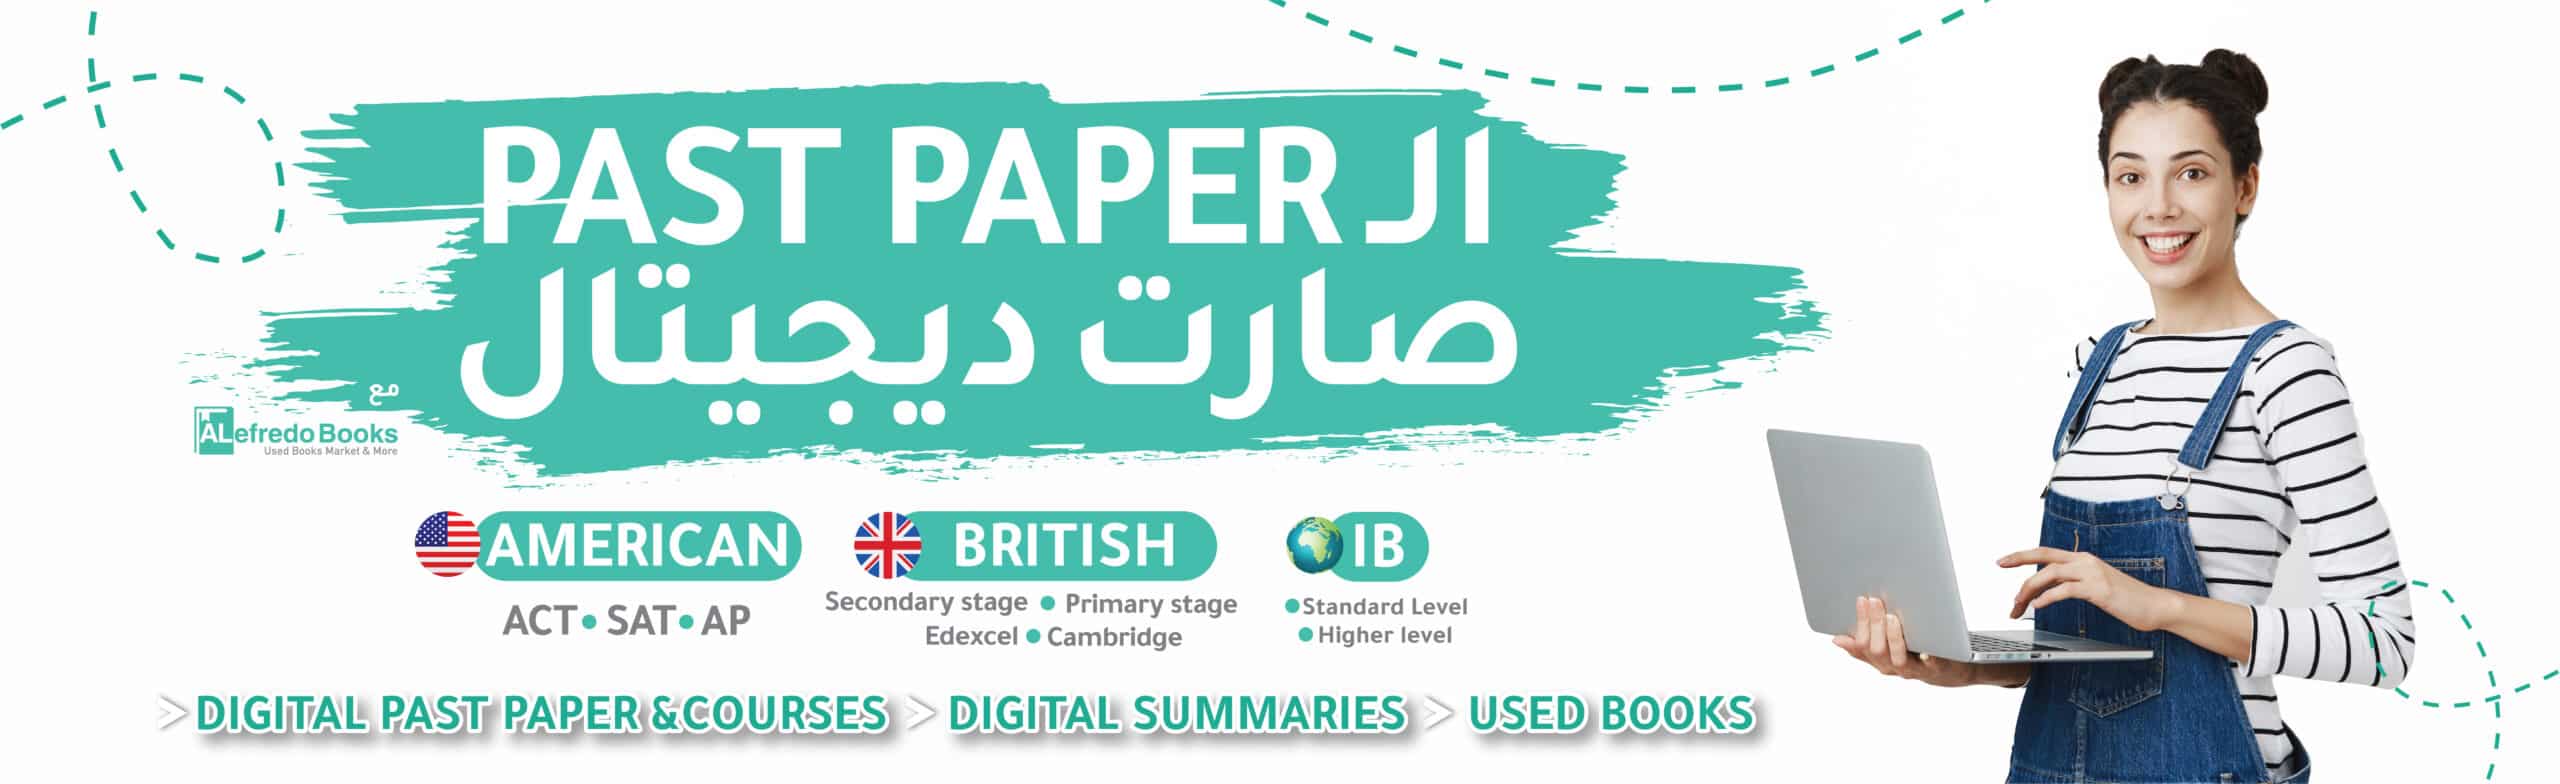 الـ PAST PAPER
صارت ديجيتال
مع
ALefredo Books
Used Books Market & More
AMERICAN
ACT • SAT • AP
BRITISH
Secondary stage • Primary stage
Edexcel • Cambridge
IB
• Standard Level
• Higher level
> DIGITAL PAST PAPER & COURSES > DIGITAL SUMMARIES > USED BOOKS